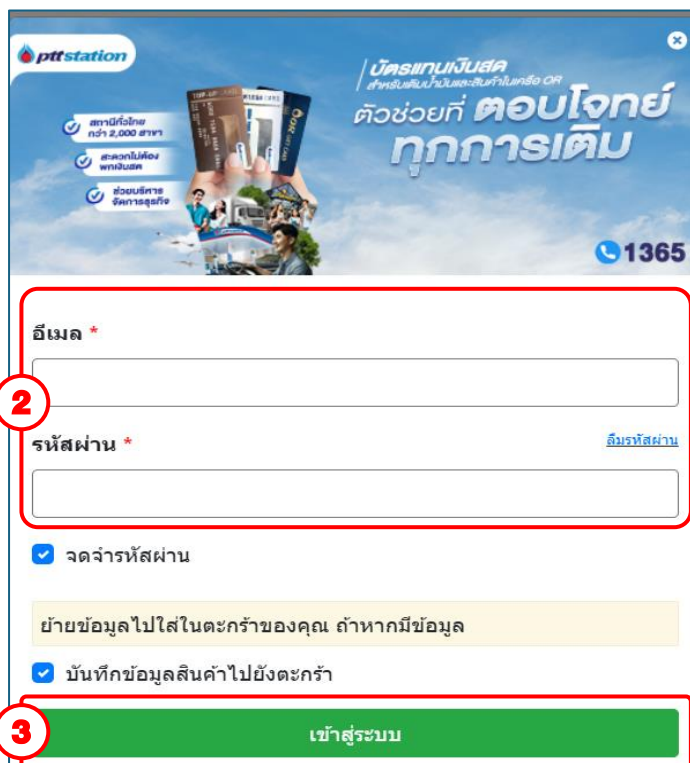 pttstation
บัตรแทนเงินสด
สำหรับเติมน้ำมันและสินค้าในเครือ OR
ตัวช่วยที่ ตอบโจทย์
ทุกการเติม
สถานีทั่วไทย
กว่า 2,000 สาขา
สะดวกไม่ต้อง
พกเงินสด
ช่วยบริหาร
จัดการธุรกิจ
1365
อีเมล *
2
รหัสผ่าน *
ลืมรหัสผ่าน
จดจำรหัสผ่าน
ย้ายข้อมูลไปใส่ในตะกร้าของคุณ ถ้าหากมีข้อมูล
บันทึกข้อมูลสินค้าไปยังตะกร้า
3
เข้าสู่ระบบ